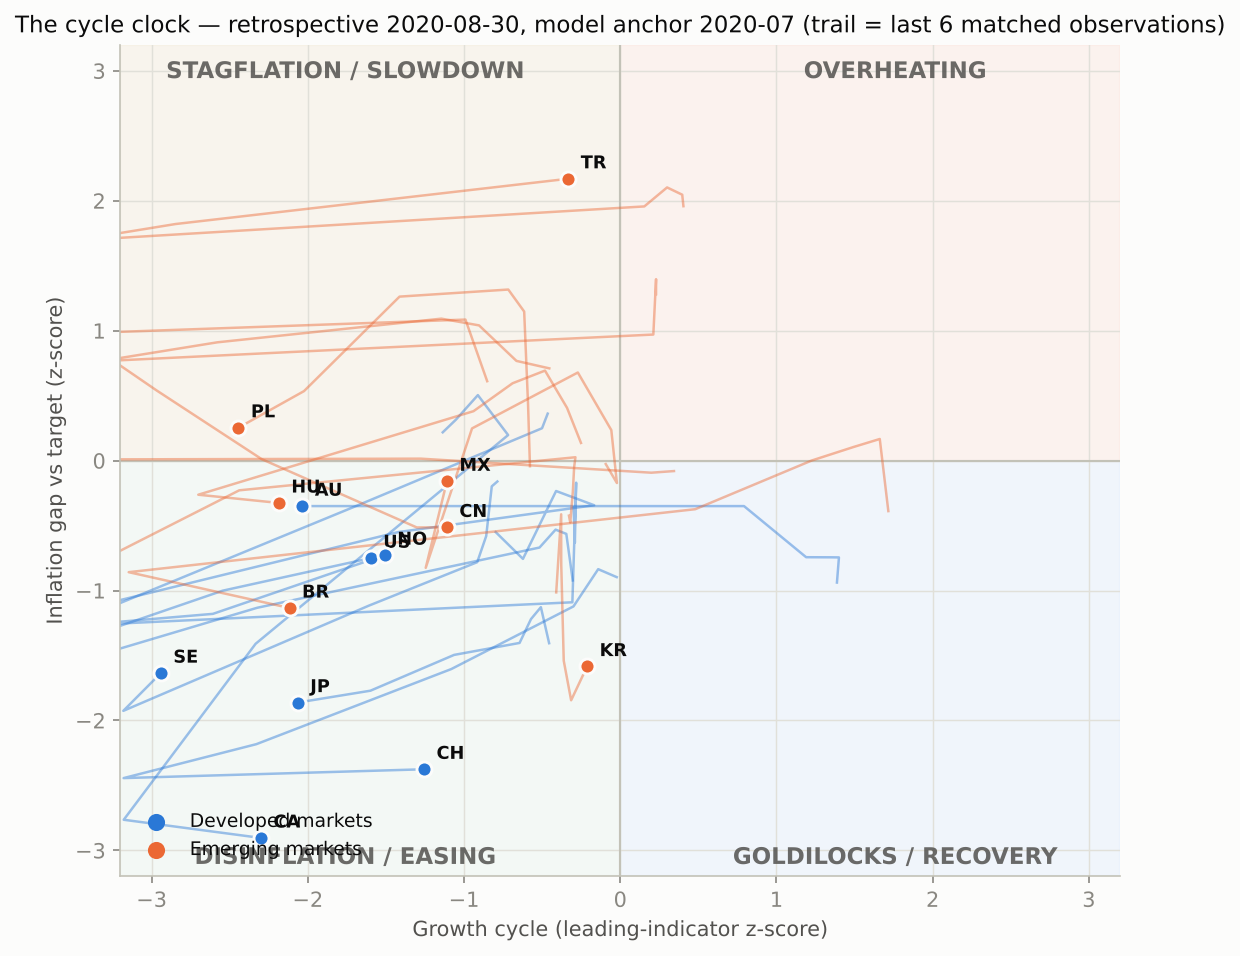 The cycle clock — retrospective 2020-08-30, model anchor 2020-07 (trail = last 6 matched observations)
STAGFLATION / SLOWDOWN
OVERHEATING
3
2
1
0
−1
−2
−3
Inflation gap vs target (z-score)
TR
PL
MX
HU
AU
CN
US
NO
BR
SE
KR
JP
CH
CA
Developed markets
Emerging markets
DISINFLATION / EASING
GOLDILOCKS / RECOVERY
−3
−2
−1
0
1
2
3
Growth cycle (leading-indicator z-score)